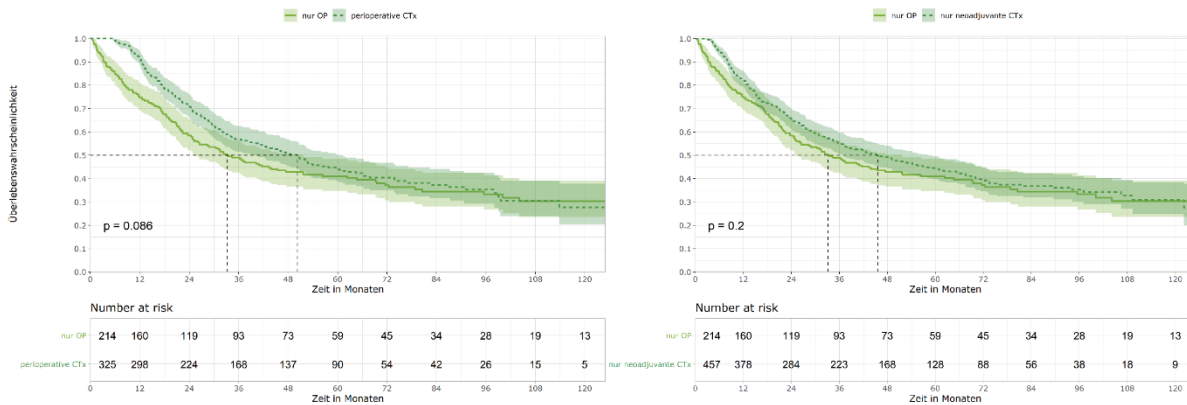 nur OP perioperative CTx
Überlebenswahrscheinlichkeit
1.0
0.9
0.8
0.7
0.6
0.5
0.4
0.3
0.2
0.1
0.0
p = 0.086
0 12 24 36 48 60 72 84 96 108 120
Zeit in Monaten
Number at risk
nur OP 214 160 119 93 73 59 45 34 28 19 13
perioperative CTx 325 298 224 168 137 90 54 42 26 15 5
0 12 24 36 48 60 72 84 96 108 120
Zeit in Monaten
nur OP nur neoadjuvante CTx
1.0
0.9
0.8
0.7
0.6
0.5
0.4
0.3
0.2
0.1
0.0
p = 0.2
0 12 24 36 48 60 72 84 96 108 120
Zeit in Monaten
Number at risk
nur OP 214 160 119 93 73 59 45 34 28 19 13
nur neoadjuvante CTx 457 378 284 223 168 128 88 56 38 18 9
0 12 24 36 48 60 72 84 96 108 120
Zeit in Monaten